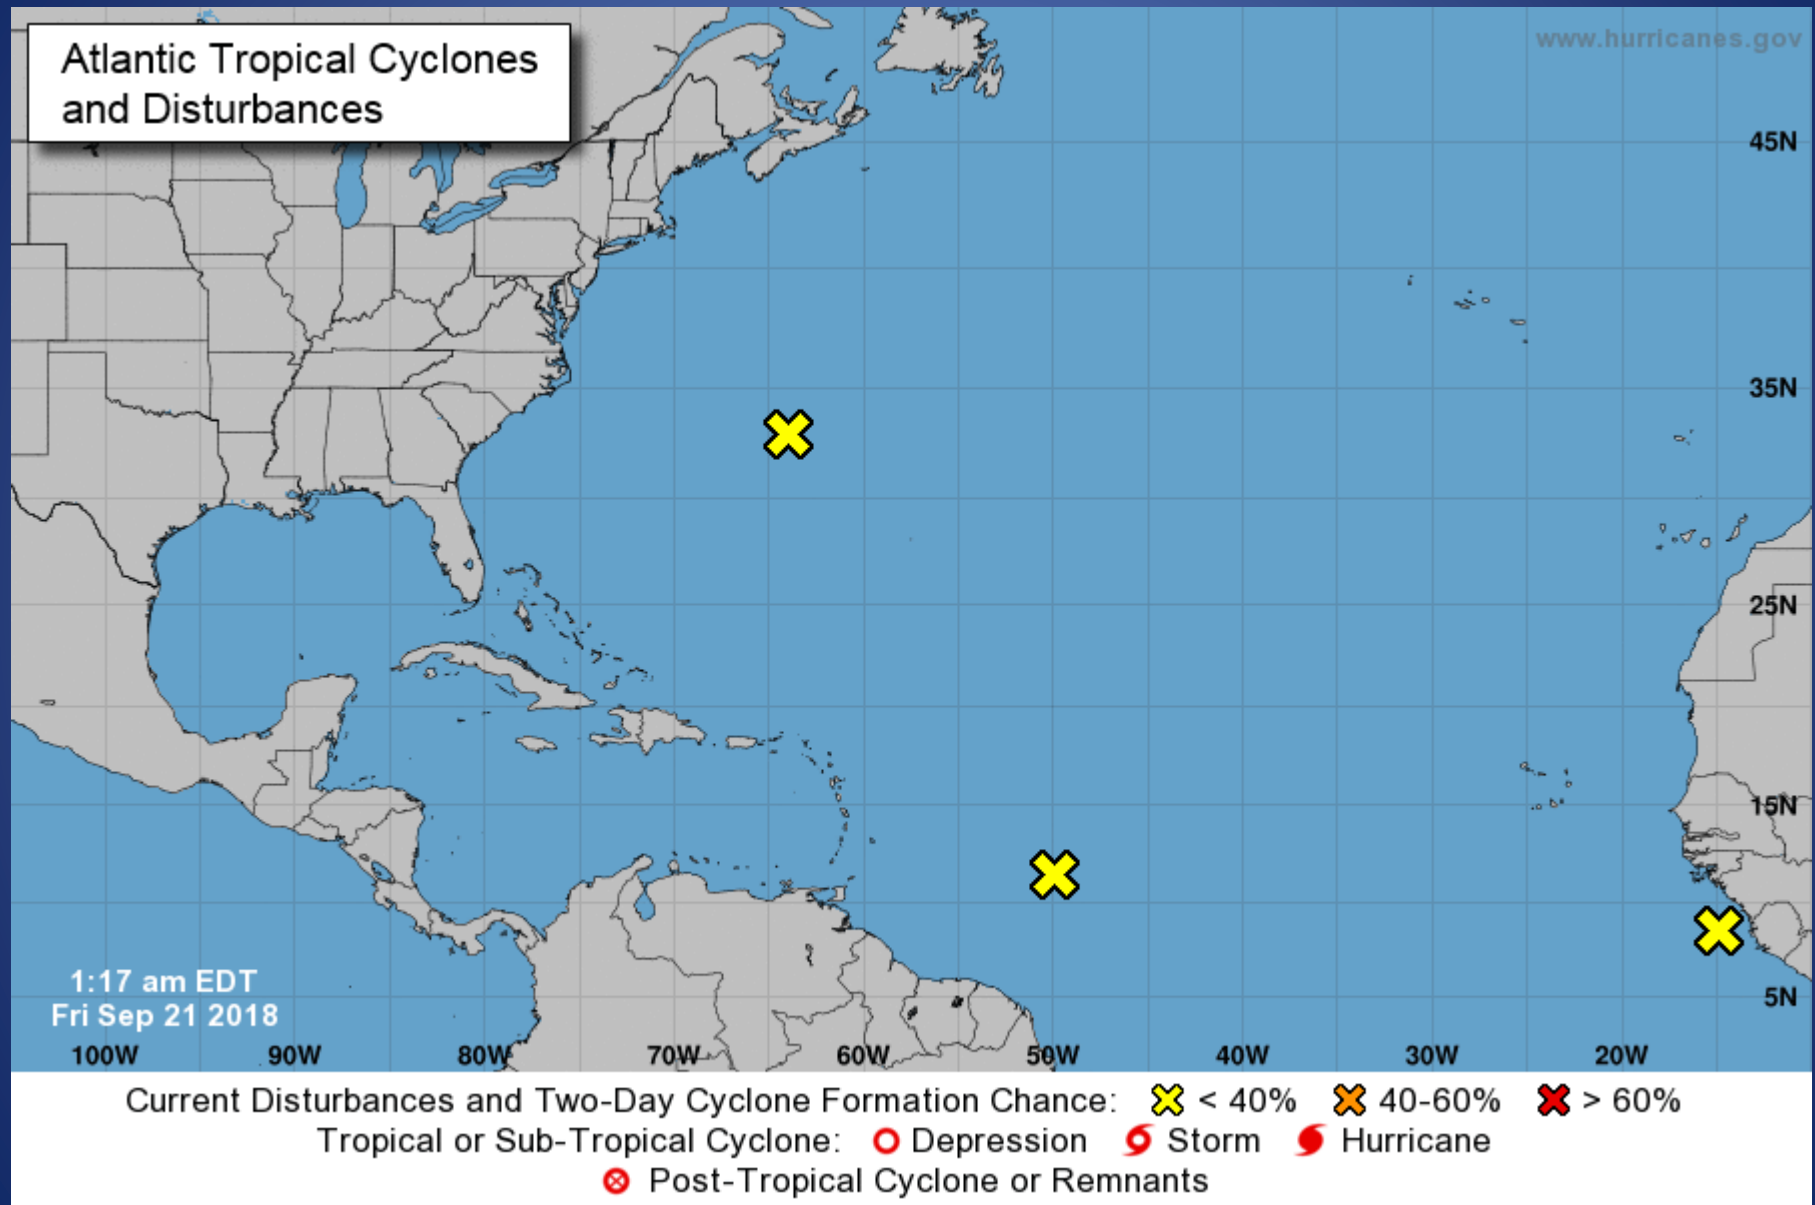 Atlantic Tropical Cyclones
and Disturbances
www.hurricanes.gov
45N
35N
25N
15N
5N
1:17 am EDT
Fri Sep 21 2018
100W 90W 80W 70W 60W 50W 40W 30W 20W
Current Disturbances and Two-Day Cyclone Formation Chance: < 40% 40-60% > 60%
Tropical or Sub-Tropical Cyclone: Depression Storm Hurricane
Post-Tropical Cyclone or Remnants